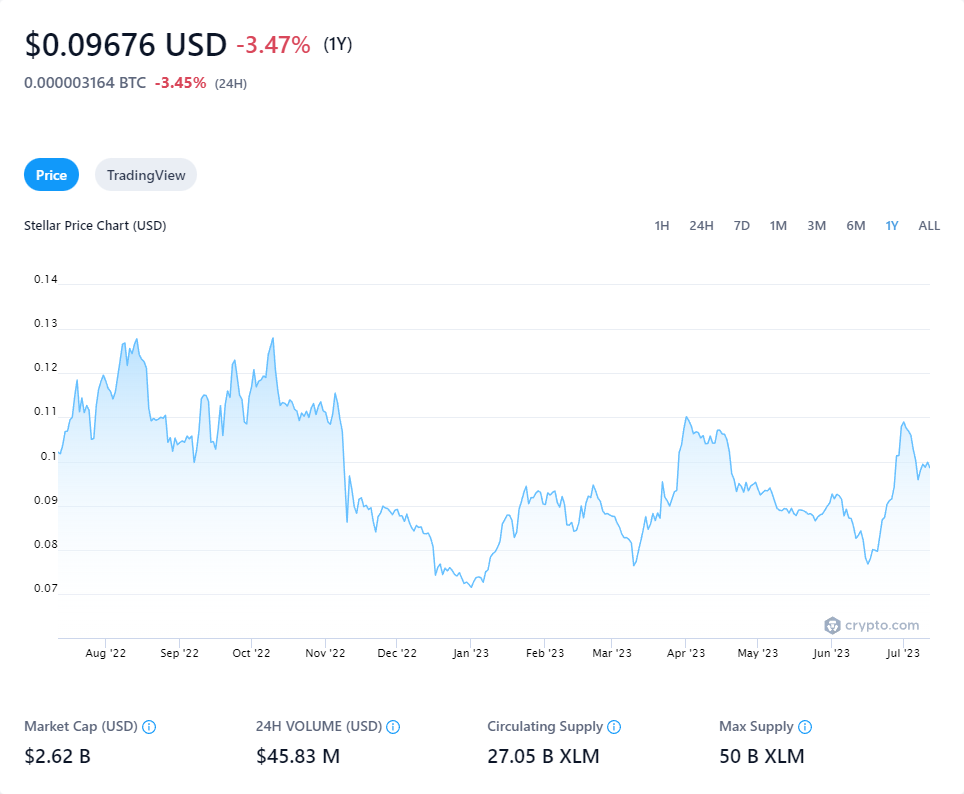 $0.09676 USD -3.47% (1Y)
0.000003164 BTC -3.45% (24H)
Price TradingView
Stellar Price Chart (USD) 1H 24H 7D 1M 3M 6M 1Y ALL
0.14
0.13
0.12
0.11
0.1
0.09
0.08
0.07
crypto.com
Aug '22 Sep '22 Oct '22 Nov '22 Dec '22 Jan '23 Feb '23 Mar '23 Apr '23 May '23 Jun '23 Jul '23
Market Cap (USD) 24H VOLUME (USD) Circulating Supply Max Supply
$2.62 B $45.83 M 27.05 B XLM 50 B XLM